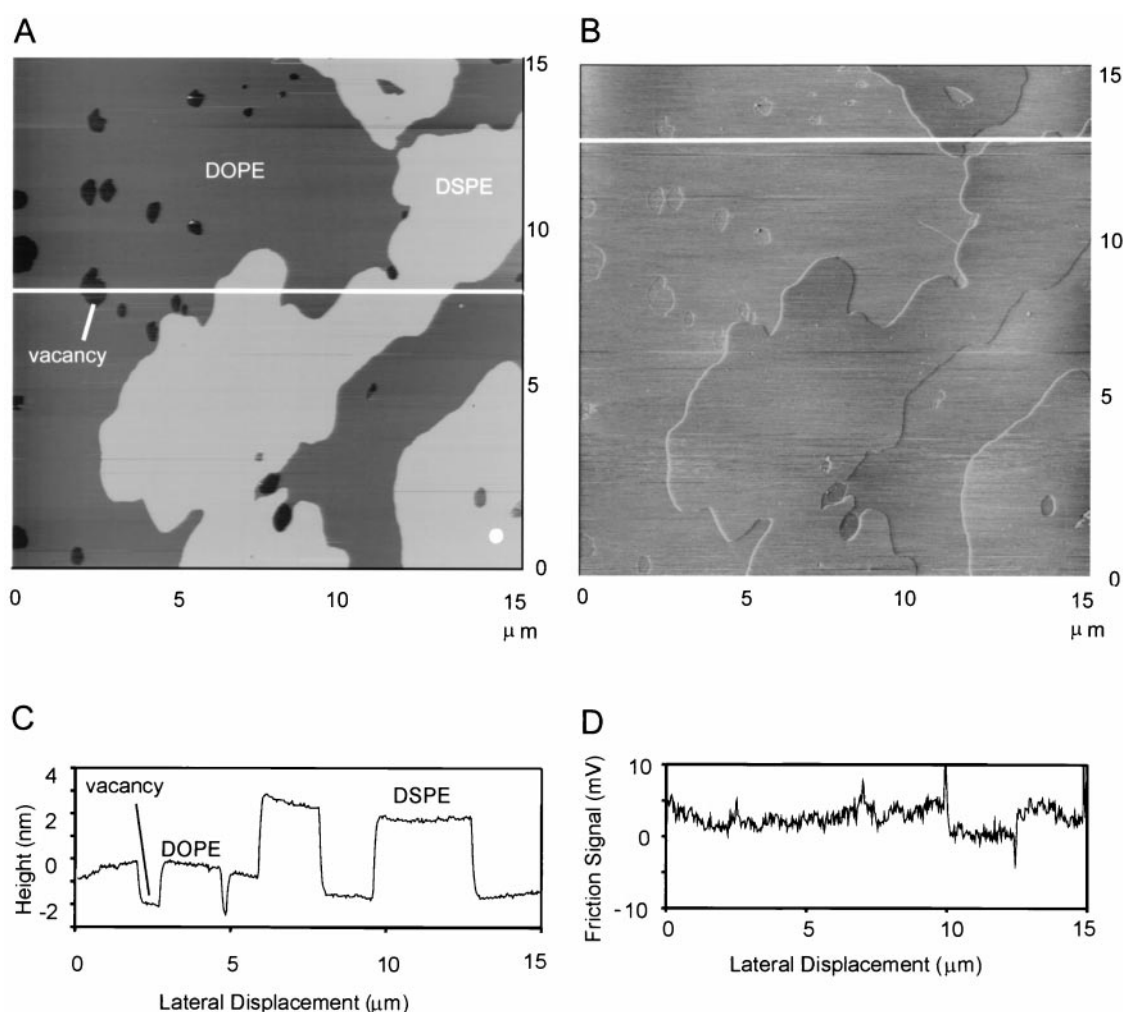 A
B
15
10
5
0
DOPE
DSPE
vacancy
0 5 10 15
μ m
15
10
5
0
0 5 10 15
μ m
C
4
2
0
-2
Height (nm)
vacancy
DOPE
DSPE
0 5 10 15
Lateral Displacement (μm)
D
10
0
-10
Friction Signal (mV)
0 5 10 15
Lateral Displacement (μm)